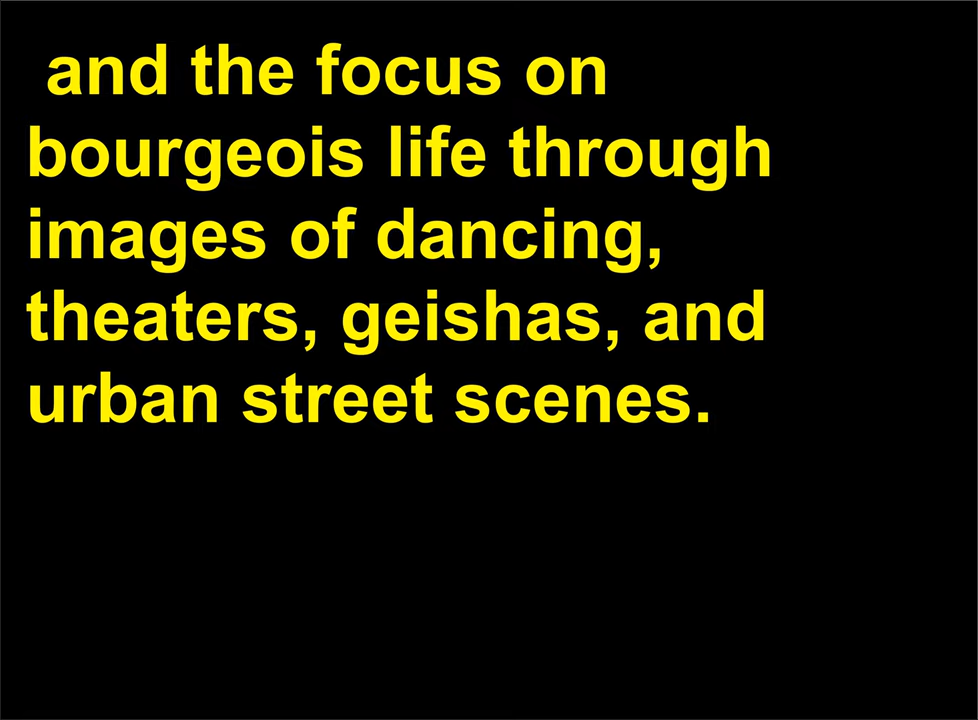 and the focus on
bourgeois life through
images of dancing,
theaters, geishas, and
urban street scenes.